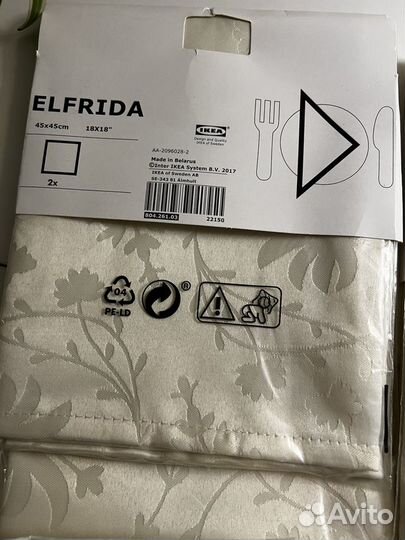 ELFRIDA
45x45cm 18X18"
IKEA
Design and Quality
IKEA of Sweden
2x
AA-2096028-2
Made in Belarus
©Inter IKEA System B.V. 2017
IKEA of Sweden AB
SE-343 81 Älmhult
804.261.03 22150
04
PE-LD
®
Avito